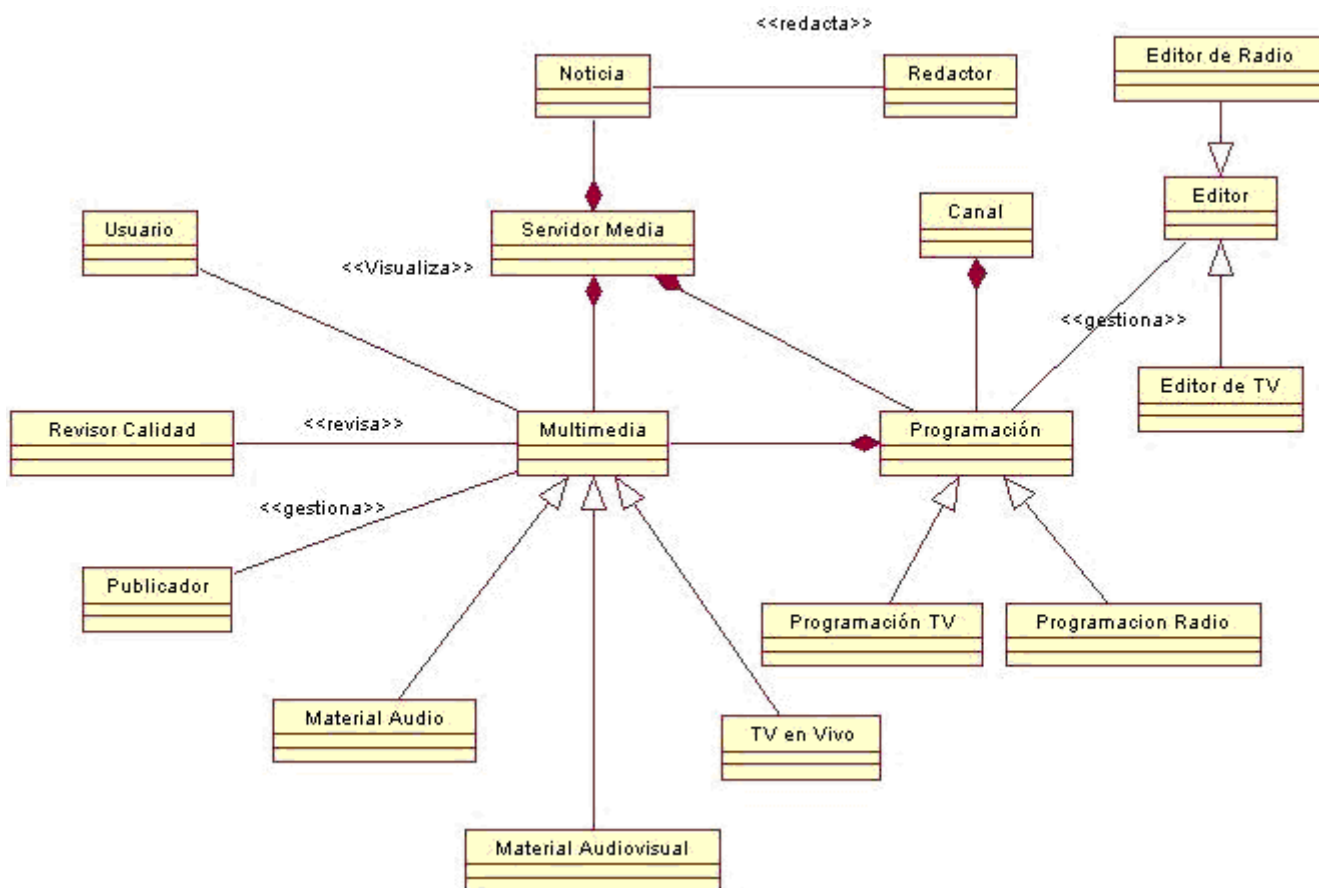 <<redacta>>
Editor de Radio
Noticia
Redactor
Editor
Canal
Usuario
Servidor Media
<<Visualiza>>
<<gestiona>>
Editor de TV
Revisor Calidad
<<revisa>>
Multimedia
Programación
<<gestiona>>
Publicador
Programación TV
Programacion Radio
Material Audio
TV en Vivo
Material Audiovisual